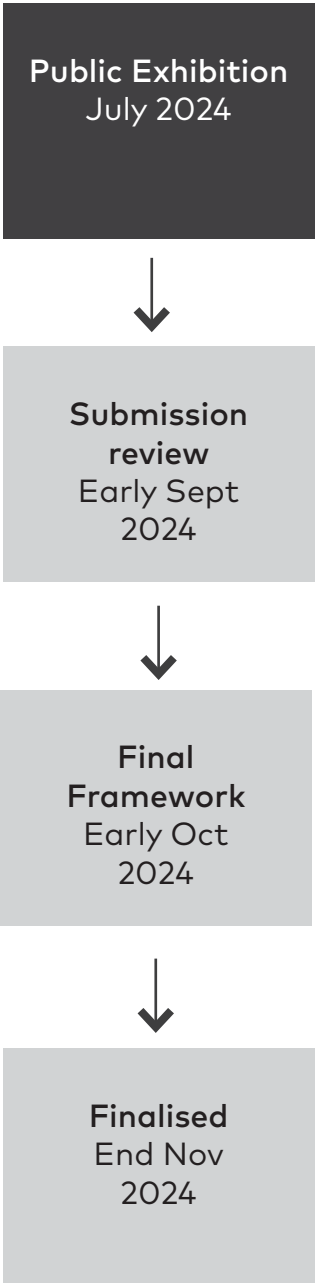 Public Exhibition
July 2024
Submission
review
Early Sept
2024
Final
Framework
Early Oct
2024
Finalised
End Nov
2024